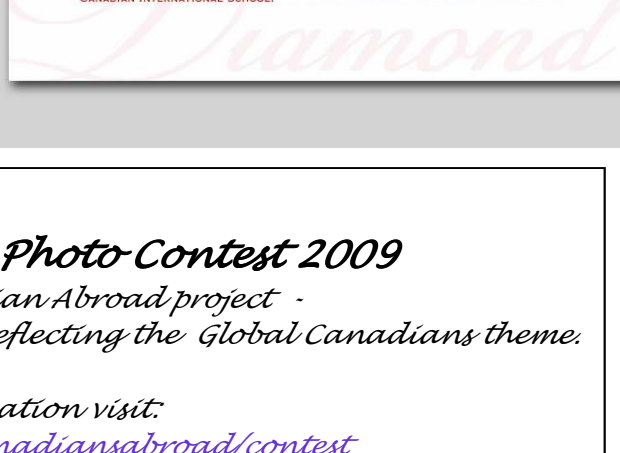 CANADIAN INTERNATIONAL SCHOOL
Diamond
Photo Contest 2009
ian Abroad project -
eflecting the Global Canadians theme.
ation visit:
nadiansabroad/contest